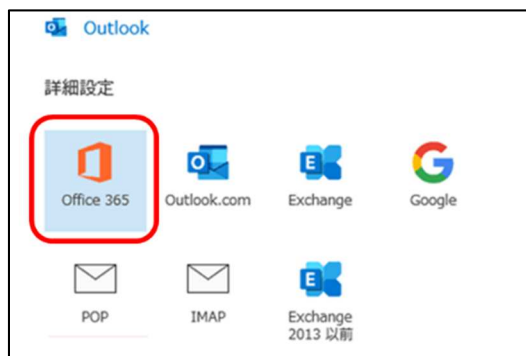 Outlook
詳細設定
Office 365
Outlook.com
Exchange
Google
POP
IMAP
Exchange
2013 以前